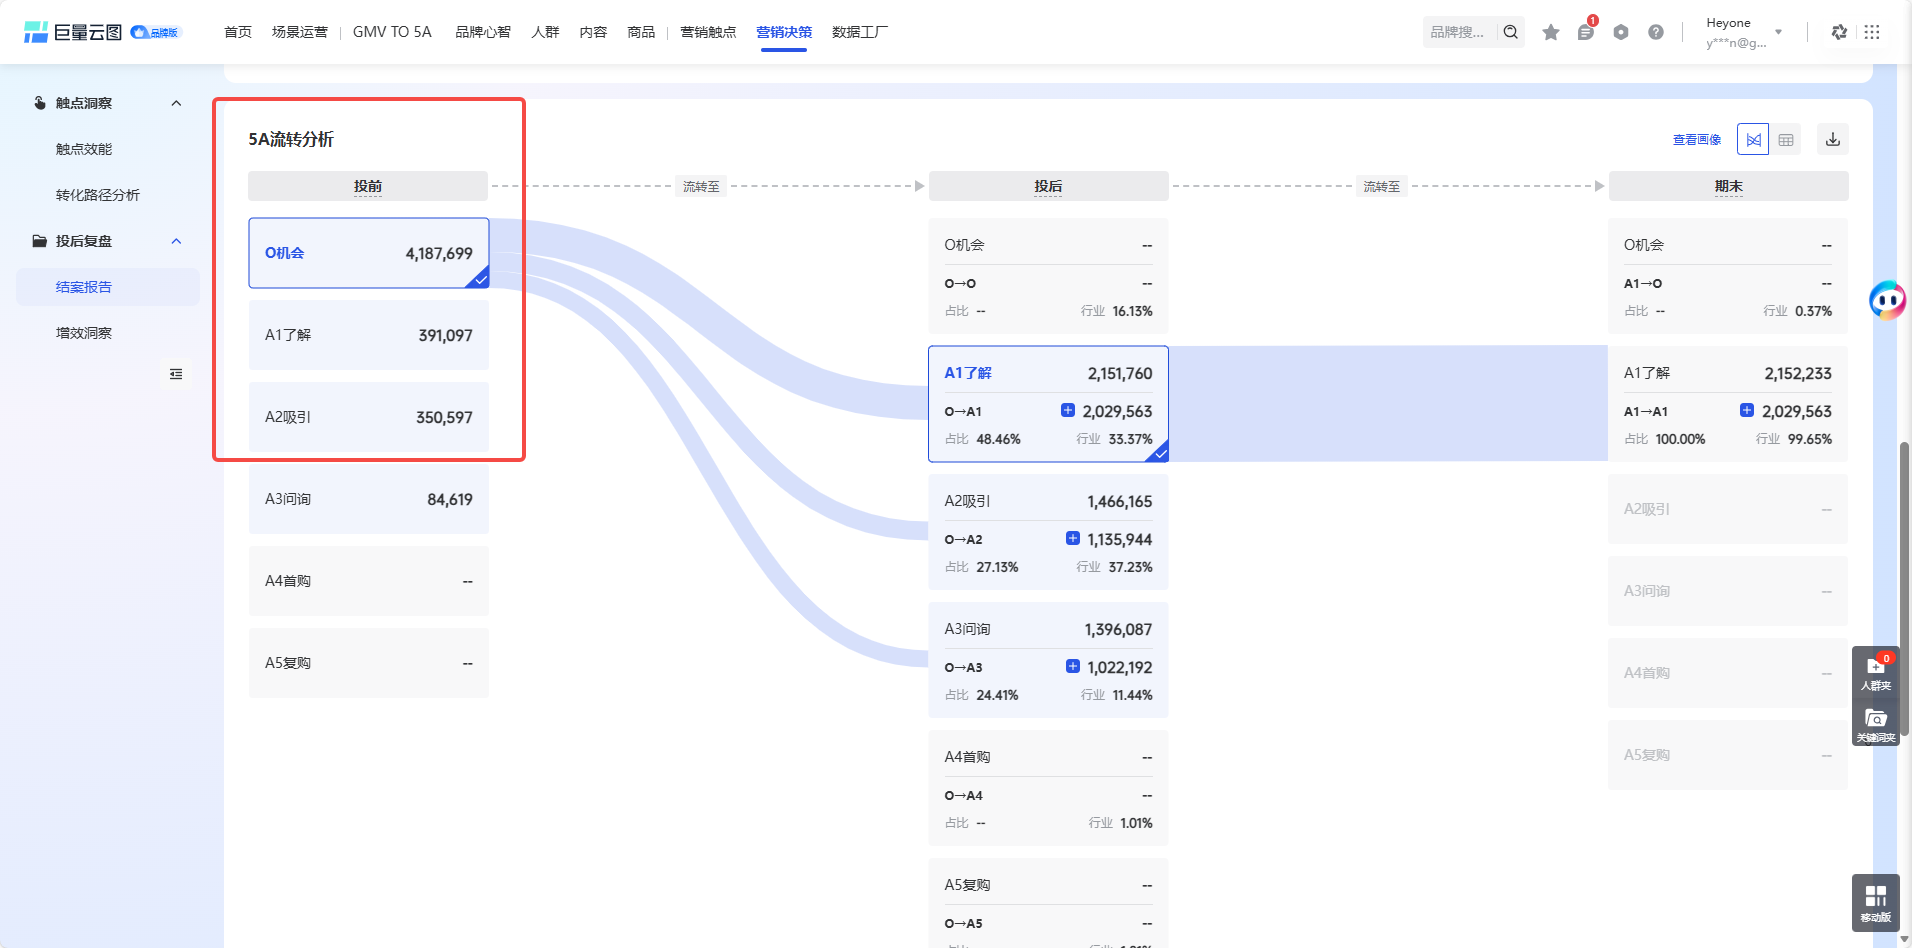 巨量云图 品牌版 首页 场景运营 GMV TO 5A 品牌心智 人群 内容 商品 营销触点 营销决策 数据工厂 品牌搜... 1 Heyone
y***n@g...
触点洞察
触点效能
转化路径分析
投后复盘
结案报告
增效洞察
5A流转分析
查看画像
投前 流转至 投后 流转至 期末
O机会 4,187,699
A1了解 391,097
A2吸引 350,597
A3问询 84,619
A4首购 --
A5复购 --
O机会 --
O→O --
占比 -- 行业 16.13%
A1了解 2,151,760
O→A1 2,029,563
占比 48.46% 行业 33.37%
A2吸引 1,466,165
O→A2 1,135,944
占比 27.13% 行业 37.23%
A3问询 1,396,087
O→A3 1,022,192
占比 24.41% 行业 11.44%
A4首购 --
O→A4 --
占比 -- 行业 1.01%
A5复购 --
O→A5 --
O机会 --
A1→O --
占比 -- 行业 0.37%
A1了解 2,152,233
A1→A1 2,029,563
占比 100.00% 行业 99.65%
A2吸引 --
A3问询 --
A4首购 --
A5复购 --
0
人群夹
关键词夹
移动版